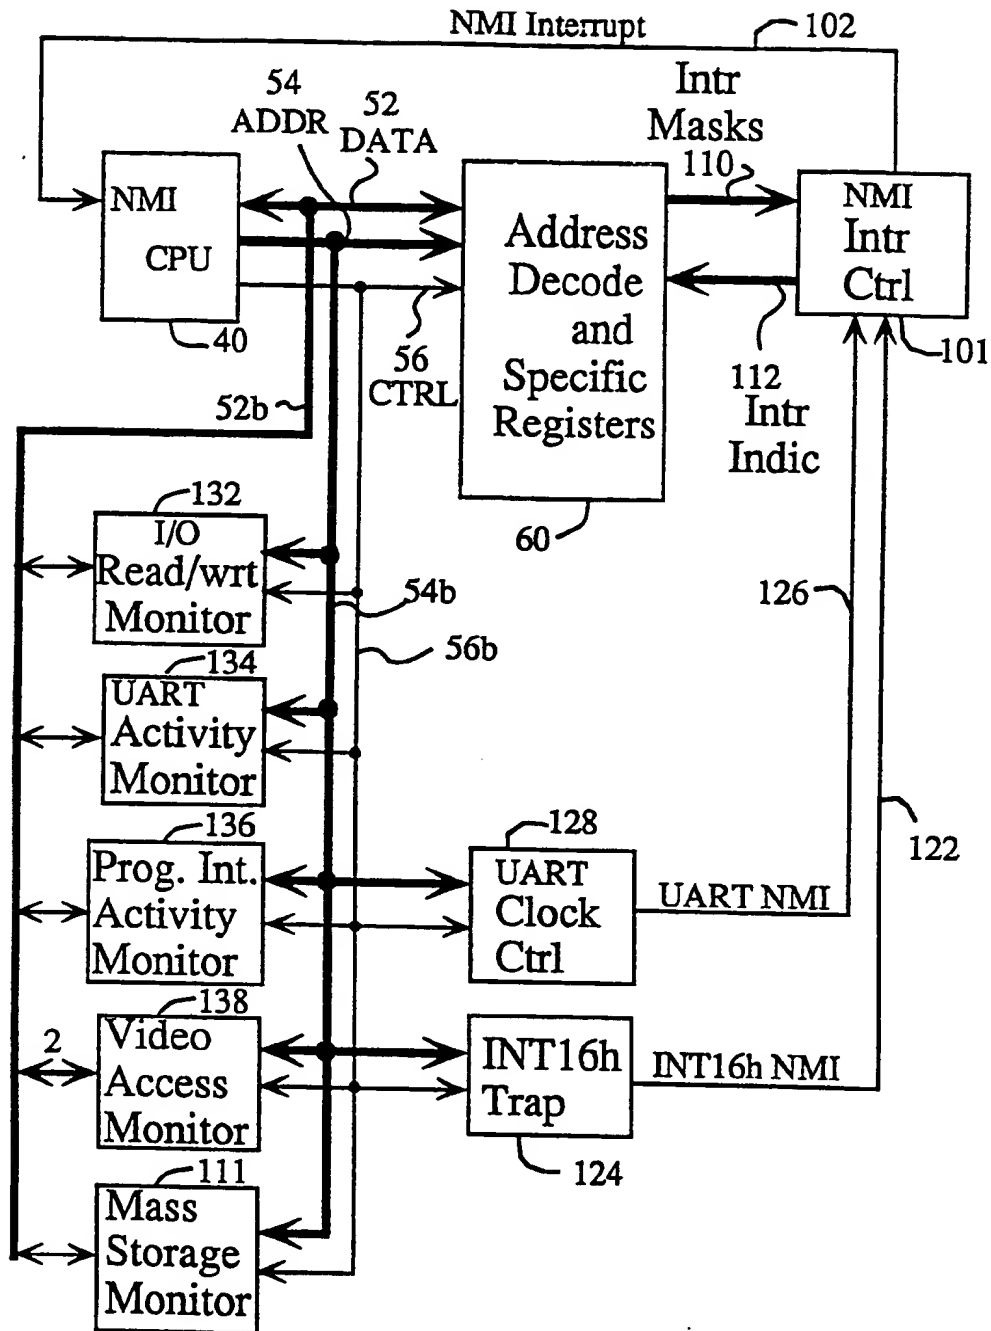 NMI Interrupt
102
54
ADDR
52
DATA
Intr
Masks
110
NMI
CPU
40
56
CTRL
Address
Decode
and
Specific
Registers
60
NMI
Intr
Ctrl
101
112
Intr
Indic
52b
132
I/O
Read/wrt
Monitor
54b
56b
126
134
UART
Activity
Monitor
122
136
Prog. Int.
Activity
Monitor
128
UART
Clock
Ctrl
UART NMI
138
2
Video
Access
Monitor
INT16h
Trap
INT16h NMI
124
111
Mass
Storage
Monitor